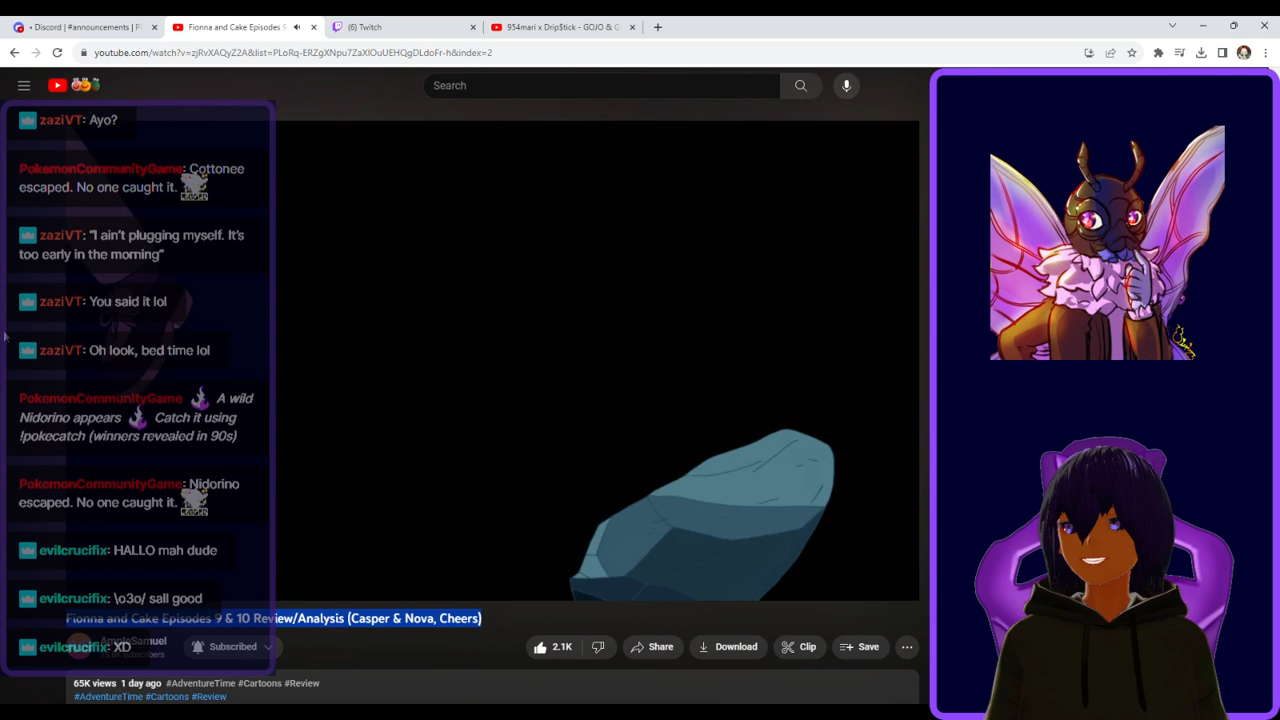 • Discord | #announcements | P
Fionna and Cake Episodes 9
(6) Twitch
954mari x Drip$tick - GOJO & G
youtube.com/watch?v=zjRvXAQyZ2A&list=PLoRq-ERZgXNpu7ZaXlOuUEHQgDLdoFr-h&index=2
Search
zaziVT: Ayo?
PokemonCommunityGame: Cottonee
escaped. No one caught it.
zaziVT: "I ain't plugging myself. It's
too early in the morning"
zaziVT: You said it lol
zaziVT: Oh look, bed time lol
PokemonCommunityGame A wild
Nidorino appears Catch it using
!pokecatch (winners revealed in 90s)
PokemonCommunityGame: Nidorino
escaped. No one caught it.
evilcrucifix: HALLO mah dude
evilcrucifix: \o3o/ sall good
Fionna and Cake Episodes 9 & 10 Review/Analysis (Casper & Nova, Cheers)
evilcrucifix: XD
Subscribed
2.1K
Share
Download
Clip
Save
65K views 1 day ago #AdventureTime #Cartoons #Review
#AdventureTime #Cartoons #Review